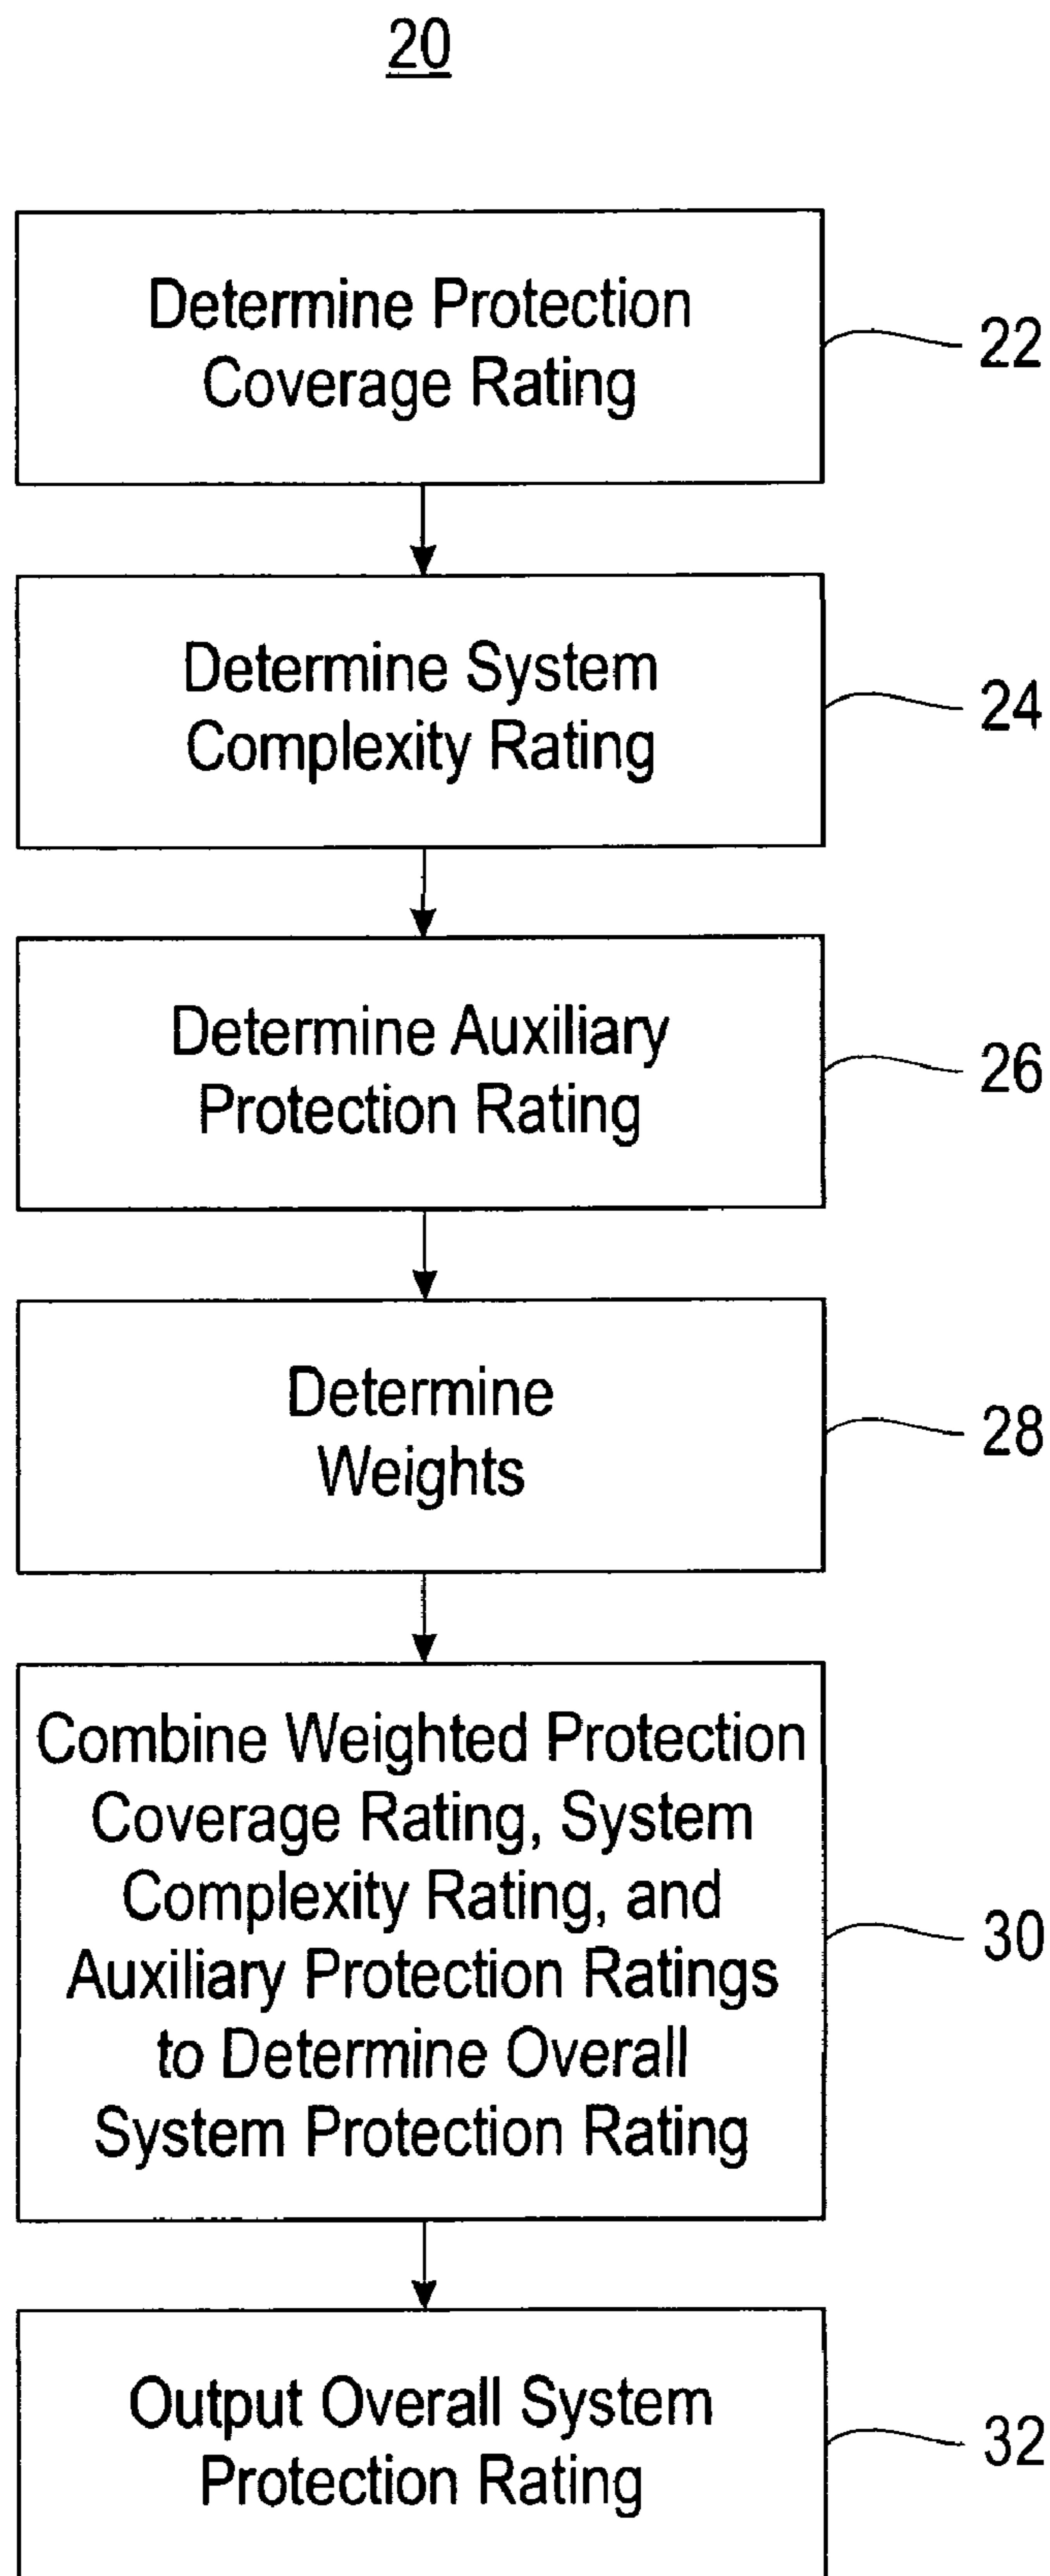 20
Determine Protection
Coverage Rating
22
Determine System
Complexity Rating
24
Determine Auxiliary
Protection Rating
26
Determine
Weights
28
Combine Weighted Protection
Coverage Rating, System
Complexity Rating, and
Auxiliary Protection Ratings
to Determine Overall
System Protection Rating
30
Output Overall System
Protection Rating
32